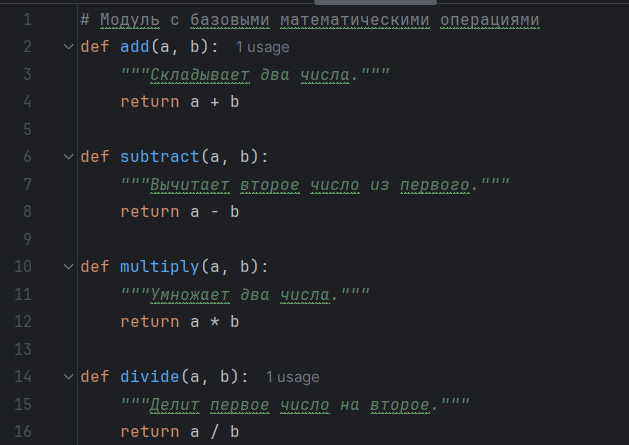 1 # Модуль с базовыми математическими операциями
2 def add(a, b): 1 usage
3 """Складывает два числа."""
4 return a + b
5
6 def subtract(a, b):
7 """Вычитает второе число из первого."""
8 return a - b
9
10 def multiply(a, b):
11 """Умножает два числа."""
12 return a * b
13
14 def divide(a, b): 1 usage
15 """Делит первое число на второе."""
16 return a / b